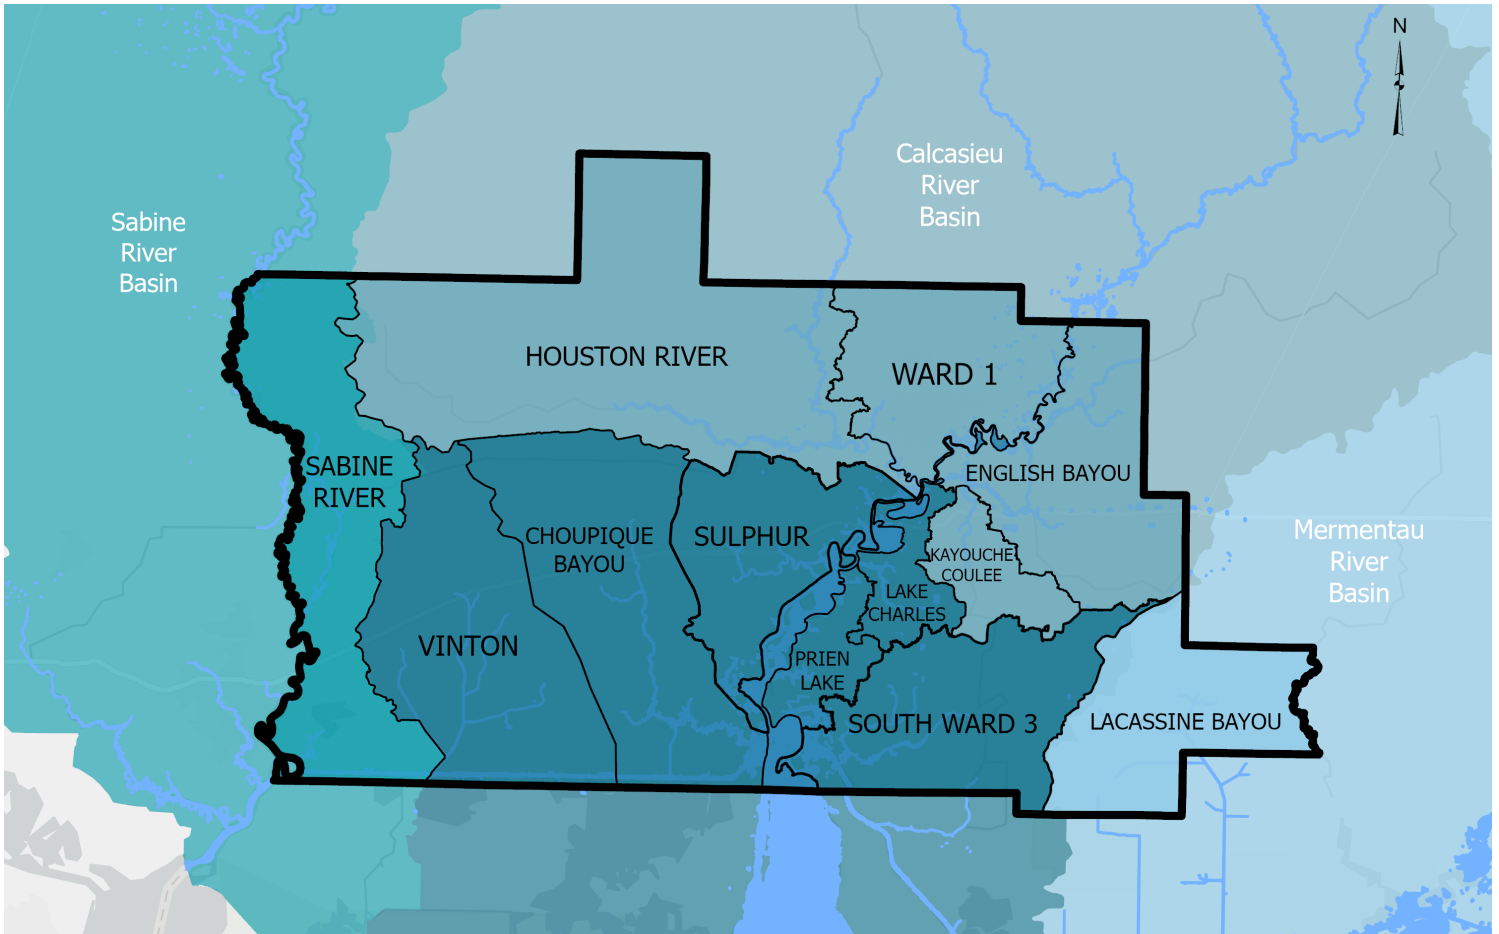 N
Calcasieu
River
Basin
Sabine
River
Basin
HOUSTON RIVER
WARD 1
SABINE
RIVER
ENGLISH BAYOU
CHOUPIQUE
BAYOU
SULPHUR
KAYOUCHE
COULEE
Mermentau
River
Basin
LAKE
CHARLES
VINTON
PRIEN
LAKE
SOUTH WARD 3
LACASSINE BAYOU